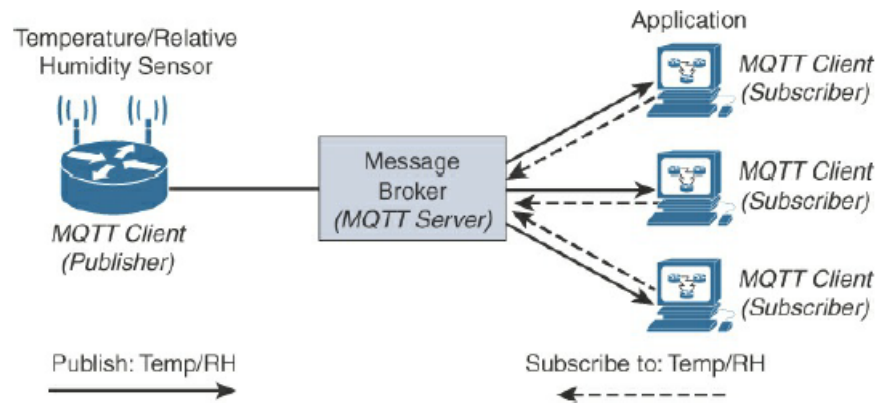 Temperature/Relative
Humidity Sensor
MQTT Client
(Publisher)
Message
Broker
(MQTT Server)
Application
MQTT Client
(Subscriber)
MQTT Client
(Subscriber)
MQTT Client
(Subscriber)
Publish: Temp/RH
Subscribe to: Temp/RH